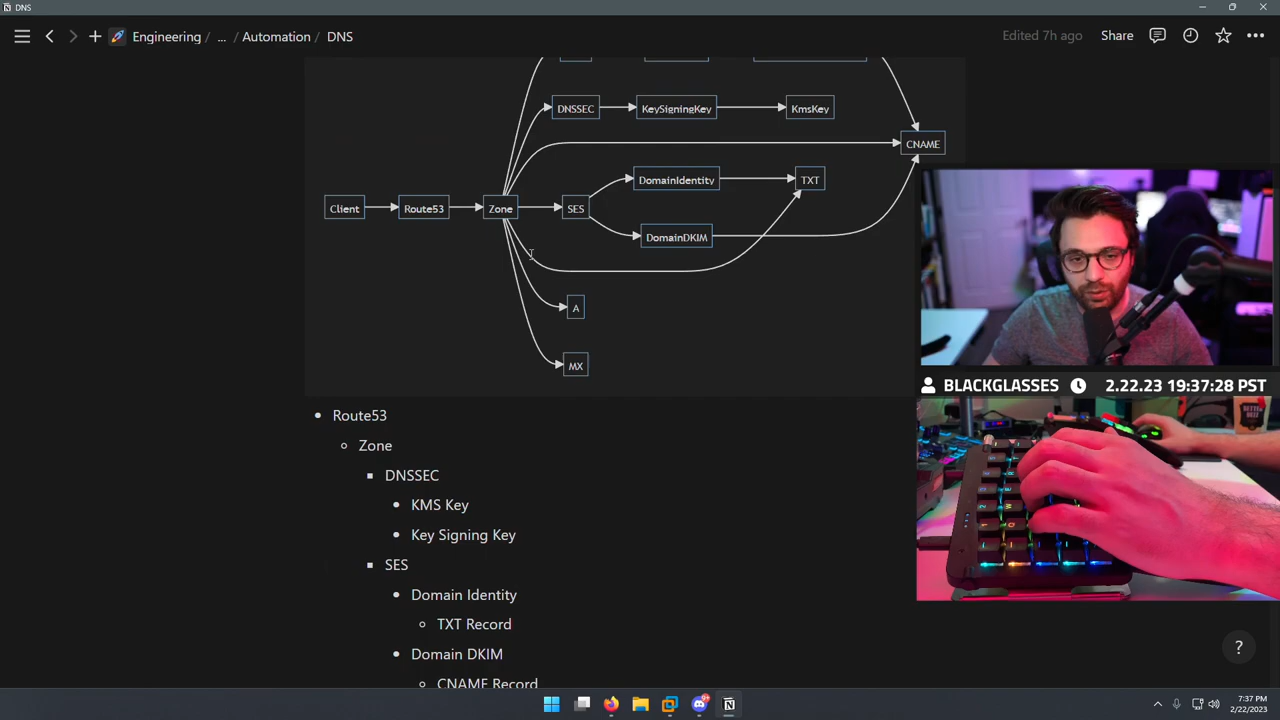 DNS
Engineering / ... / Automation / DNS
Edited 7h ago
Share
DNSSEC
KeySigningKey
KmsKey
CNAME
DomainIdentity
TXT
Client
Route53
Zone
SES
DomainDKIM
A
MX
BLACKGLASSES 2.22.23 19:37:28 PST
Route53
Zone
DNSSEC
KMS Key
Key Signing Key
SES
Domain Identity
TXT Record
Domain DKIM
CNAME Record
?
7:37 PM
2/22/2023